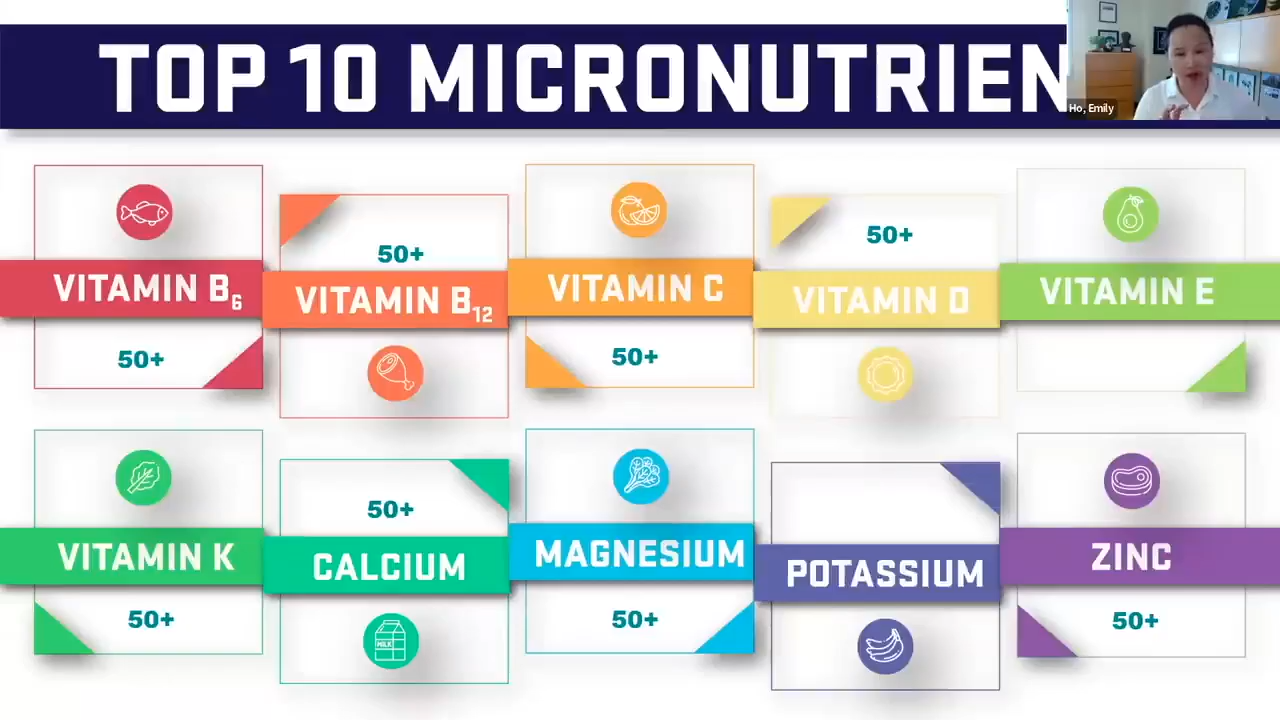 TOP 10 MICRONUTRIEN
Ho, Emily
VITAMIN B6
50+
50+
VITAMIN B12
VITAMIN C
50+
50+
VITAMIN D
VITAMIN E
VITAMIN K
50+
50+
CALCIUM
MILK
MAGNESIUM
50+
POTASSIUM
ZINC
50+